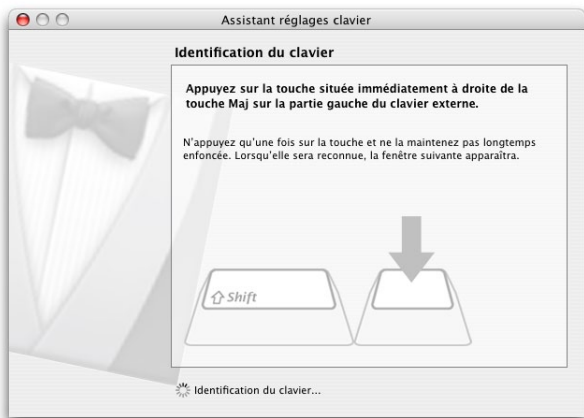 Assistant réglages clavier
Identification du clavier
Appuyez sur la touche située immédiatement à droite de la
touche Maj sur la partie gauche du clavier externe.
N'appuyez qu'une fois sur la touche et ne la maintenez pas longtemps
enfoncée. Lorsqu'elle sera reconnue, la fenêtre suivante apparaîtra.
Shift
Identification du clavier...